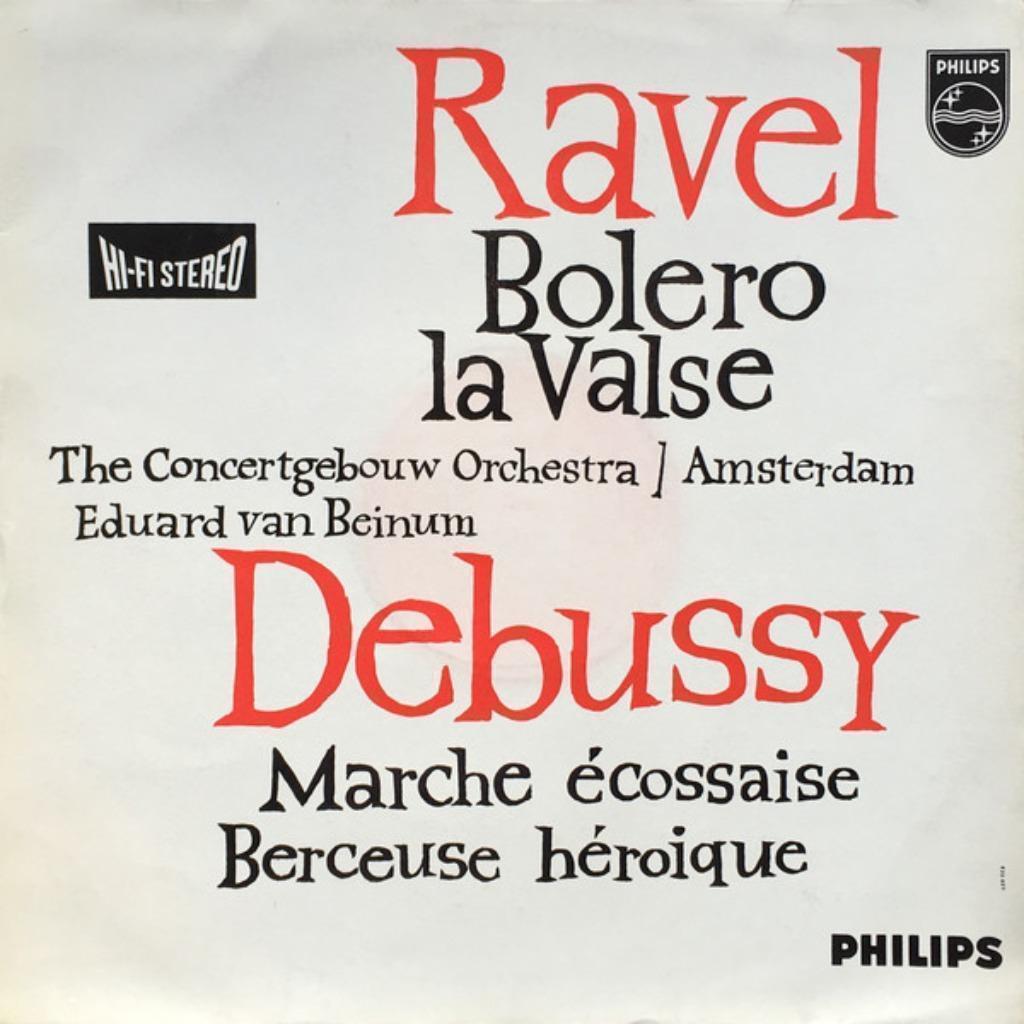 Ravel
PHILIPS
HI-FI STEREO
Bolero
la Valse
The Concertgebouw Orchestra ] Amsterdam
Eduard van Beinum
Debussy
Marche écossaise
Berceuse héroique
PHILIPS